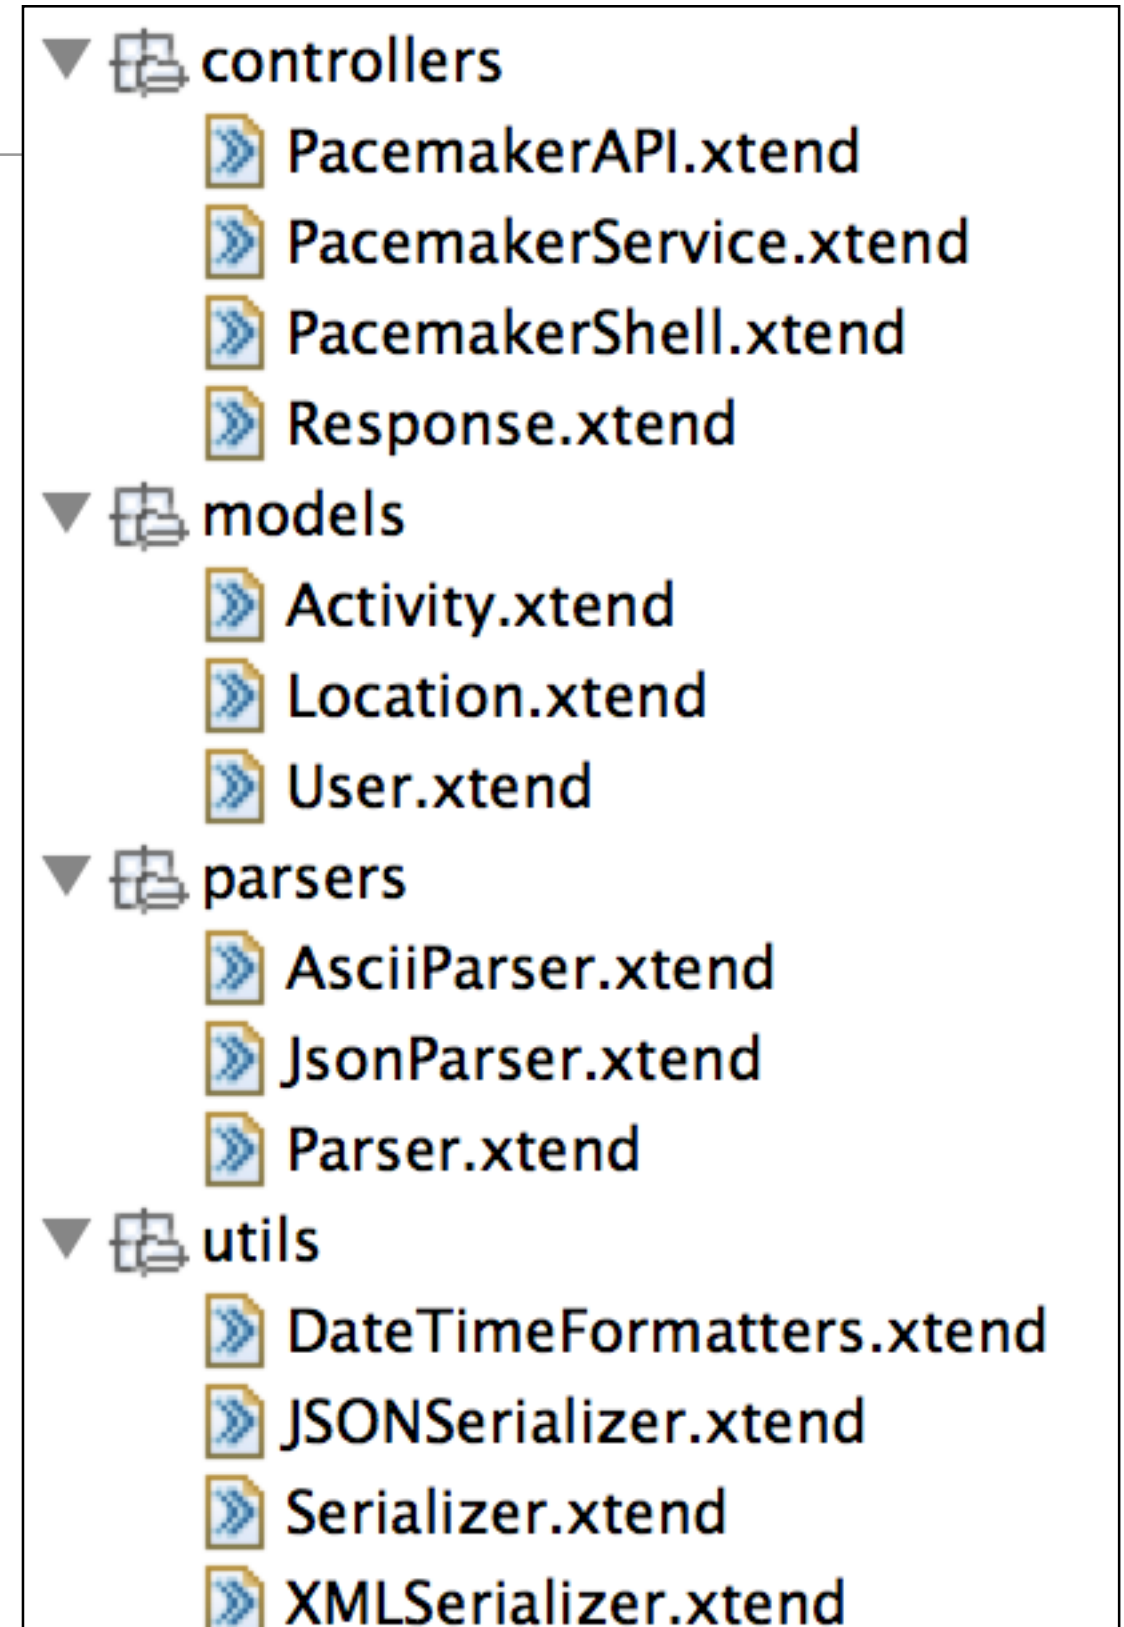 controllers
PacemakerAPI.xtend
PacemakerService.xtend
PacemakerShell.xtend
Response.xtend
models
Activity.xtend
Location.xtend
User.xtend
parsers
AsciiParser.xtend
JsonParser.xtend
Parser.xtend
utils
DateTimeFormatters.xtend
JSONSerializer.xtend
Serializer.xtend
XMLSerializer.xtend